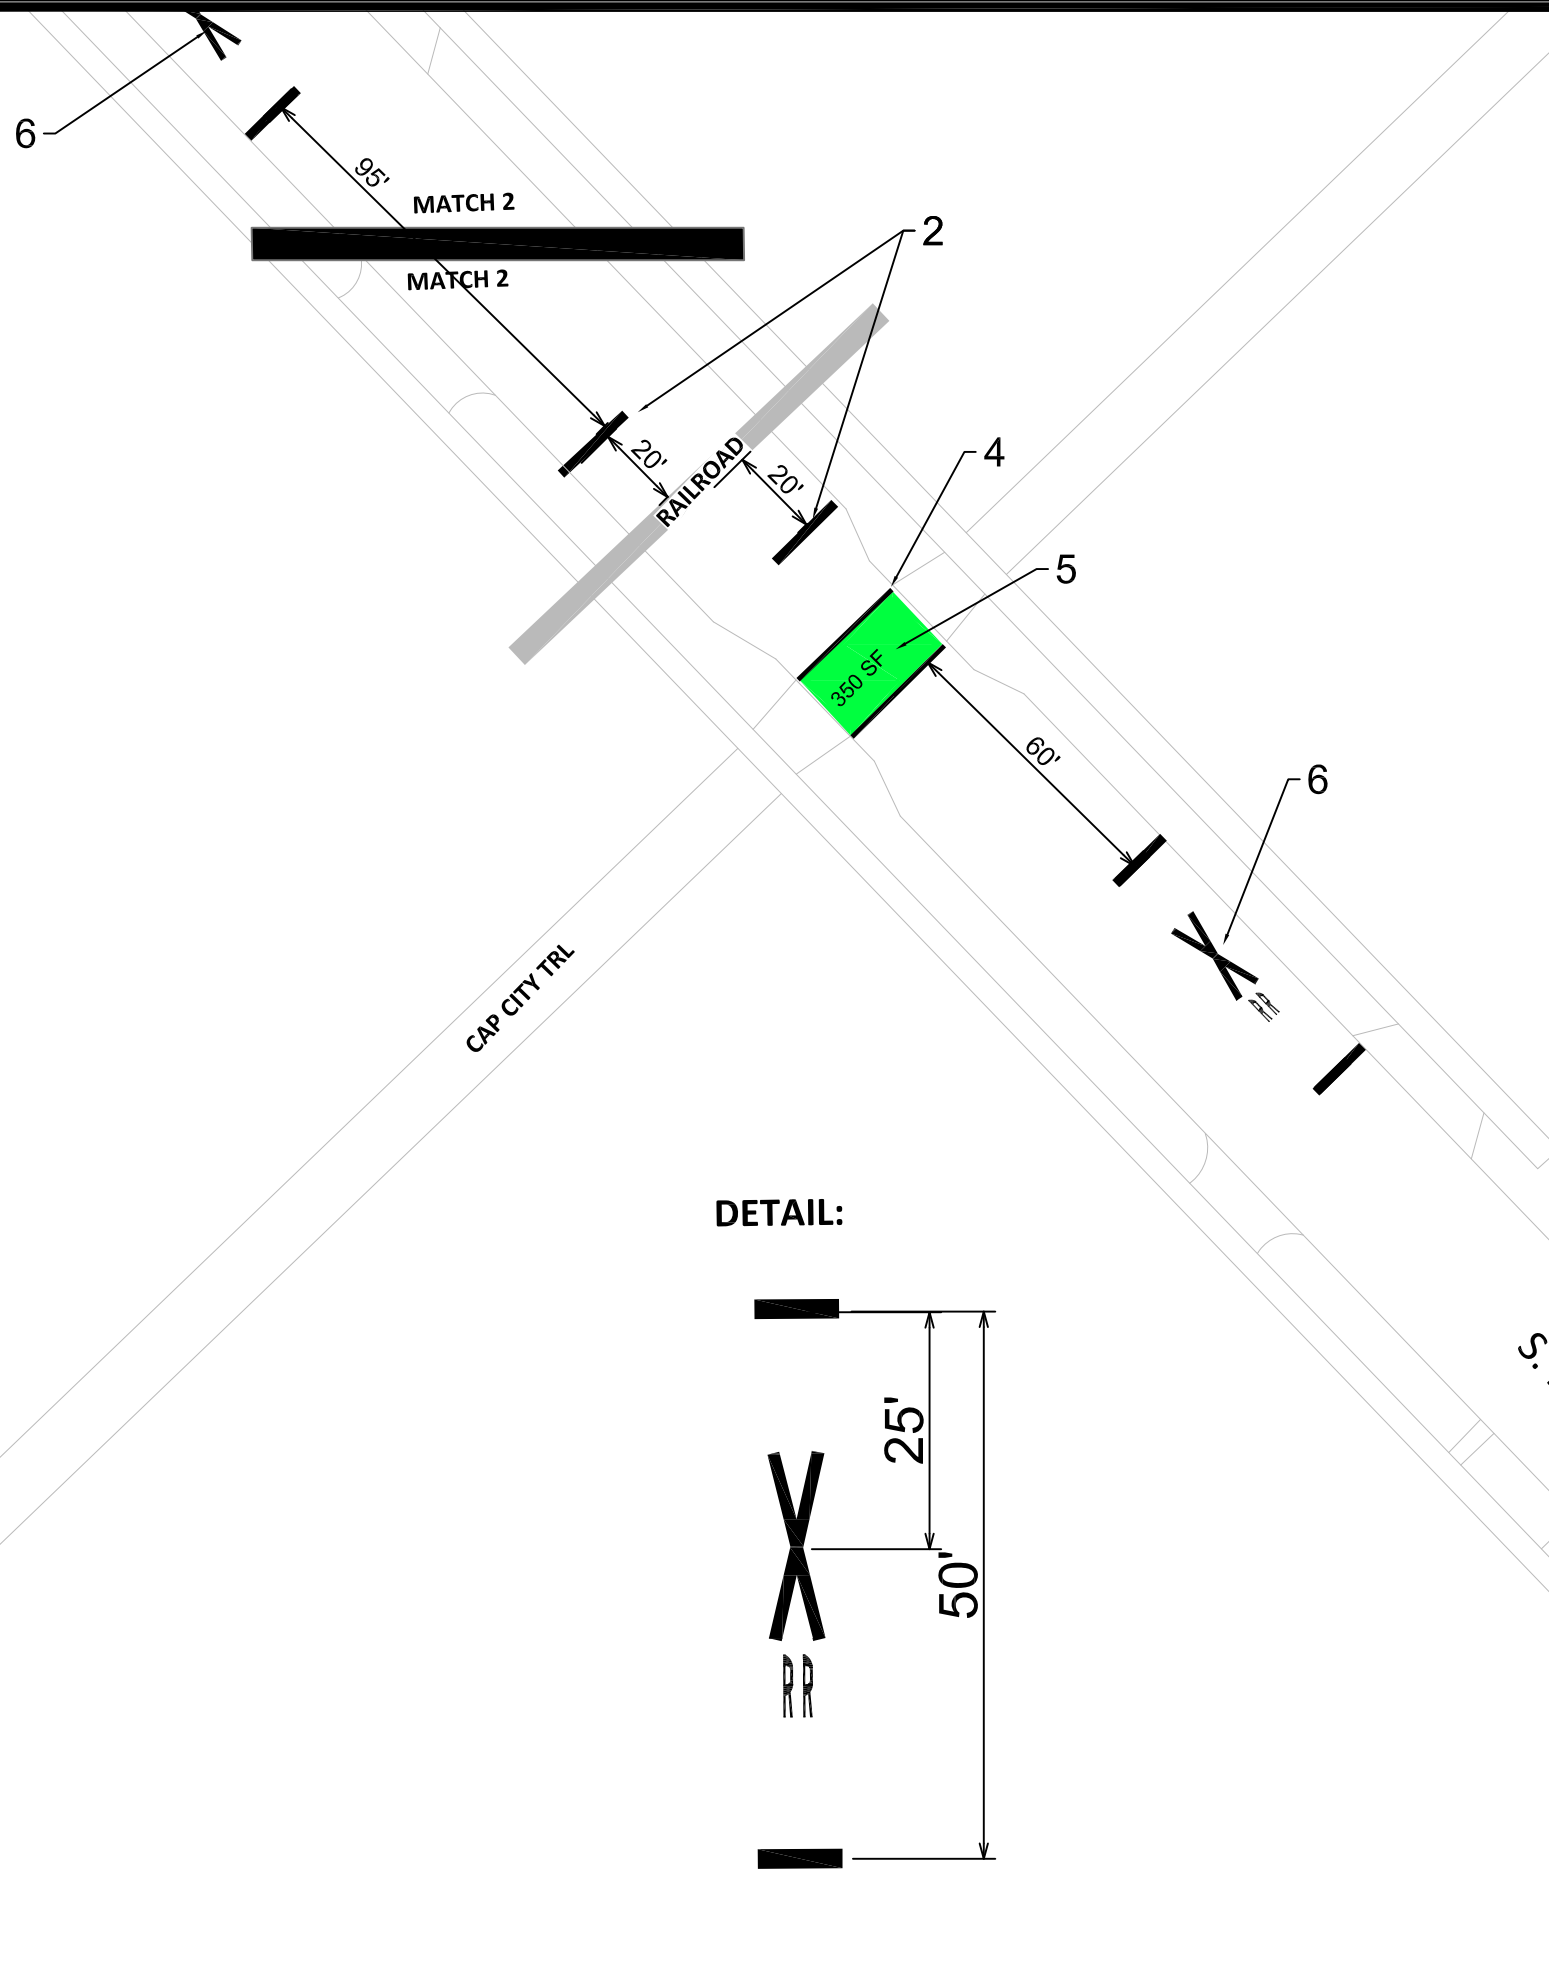 6
95'
MATCH 2
MATCH 2
2
20'
RAILROAD
20'
4
5
350 SF
60'
6
RR
CAP CITY TRL
DETAIL:
25'
50'
RR
S.